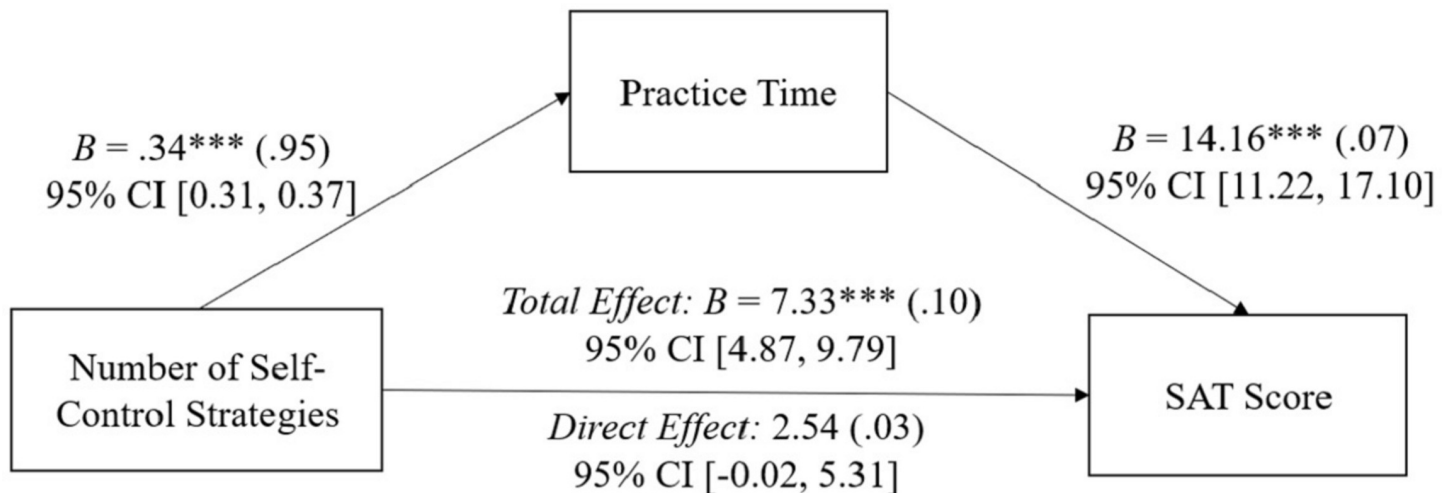 Practice Time
B = .34*** (.95)
95% CI [0.31, 0.37]
B = 14.16*** (.07)
95% CI [11.22, 17.10]
Total Effect: B = 7.33*** (.10)
95% CI [4.87, 9.79]
Number of Self-
Control Strategies
SAT Score
Direct Effect: 2.54 (.03)
95% CI [-0.02, 5.31]